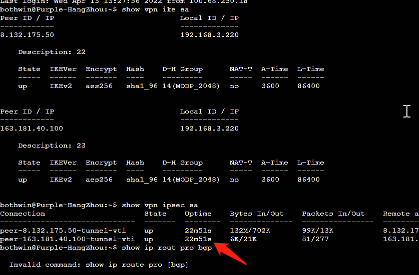 Last login: Wed Apr 13 13:27:56 2022 from 100.68.250.18
bothwin@Purple-HangZhou:~$ show vpn ike sa
Peer ID / IP Local ID / IP
------------ -------------
8.132.175.50 192.168.3.220
Description: 22
State IKEVer Encrypt Hash D-H Group NAT-T A-Time L-Time
----- ------ ------- ---- --------- ----- ------ ------
up IKEv2 aes256 sha1_96 14(MODP_2048) no 3600 86400
Peer ID / IP Local ID / IP
------------ -------------
163.181.40.100 192.168.3.220
Description: 23
State IKEVer Encrypt Hash D-H Group NAT-T A-Time L-Time
----- ------ ------- ---- --------- ----- ------ ------
up IKEv2 aes256 sha1_96 14(MODP_2048) no 3600 86400
bothwin@Purple-HangZhou:~$ show vpn ipsec sa
Connection State Uptime Bytes In/Out Packets In/Out Remote a
peer-8.132.175.50-tunnel-vti up 22m51s 132M/702K 99K/13K 8.132.17
peer-163.181.40.100-tunnel-vti up 22m51s 6K/21K 81/277 163.181.
bothwin@Purple-HangZhou:~$ show ip rout pro bgp
Invalid command: show ip route pro [bgp]